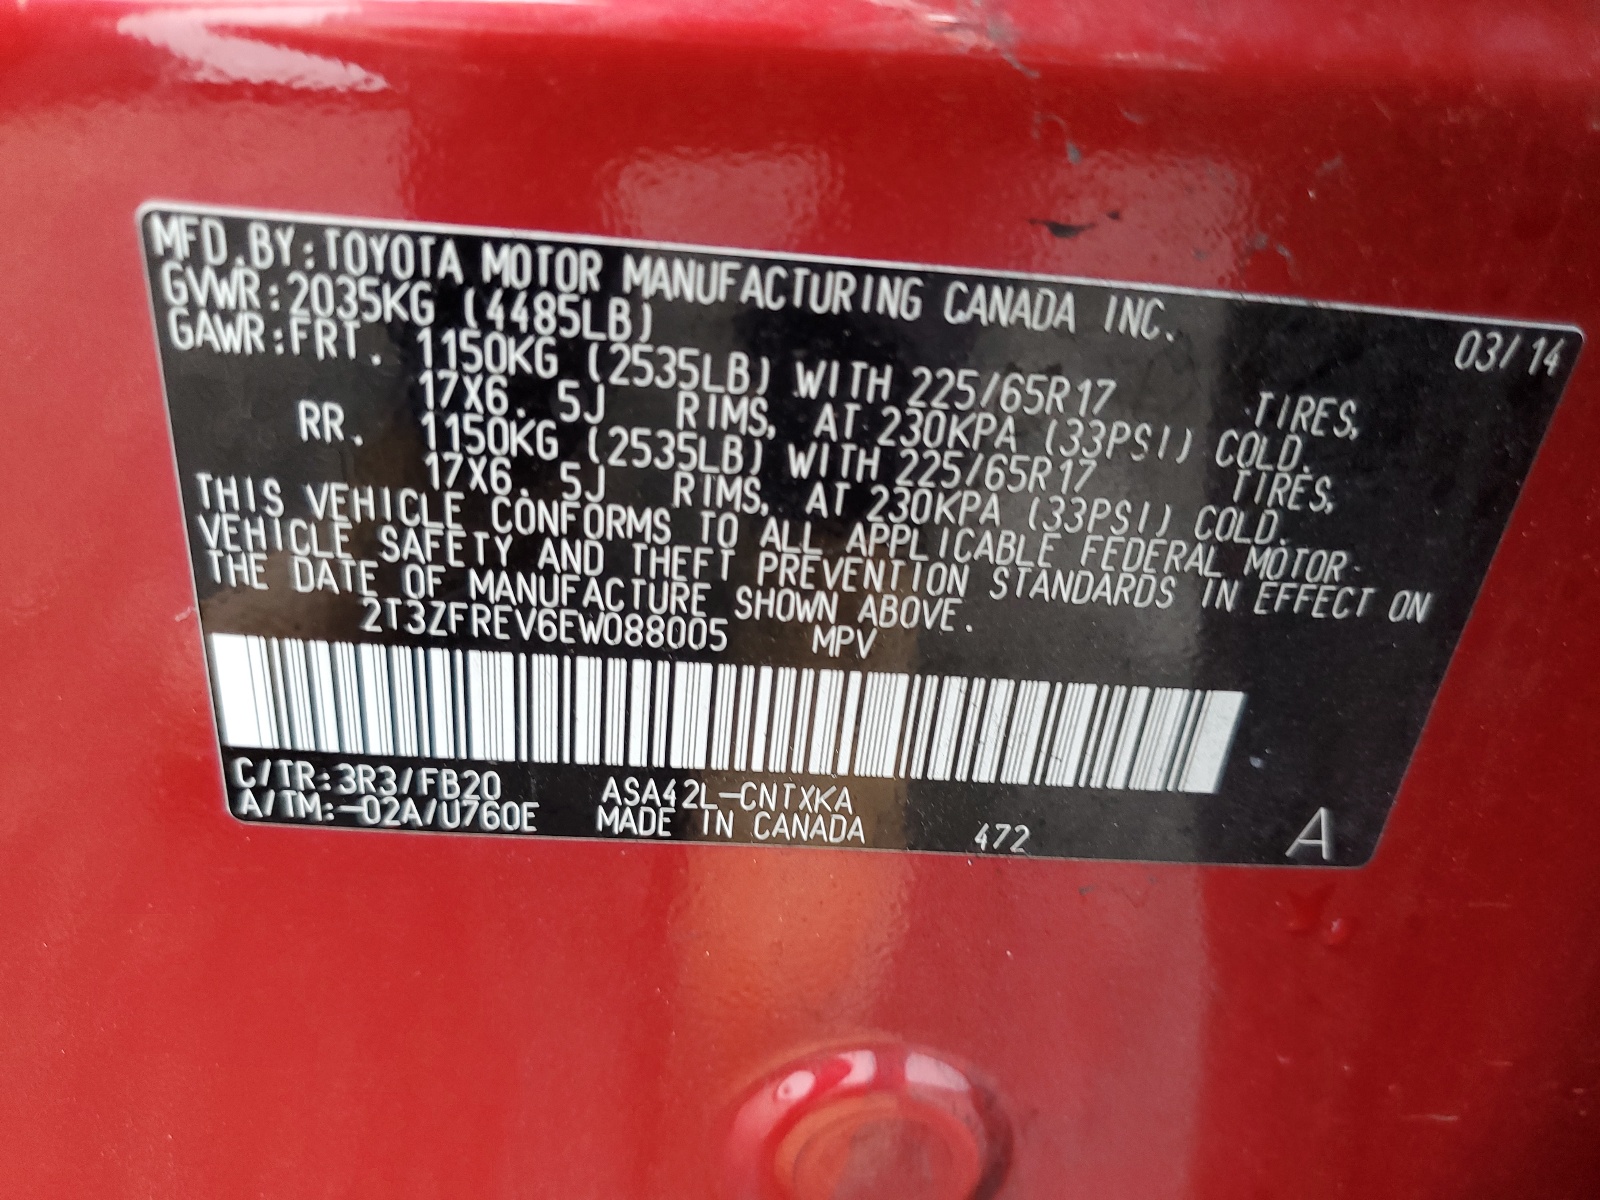 MFD.BY:TOYOTA MOTOR MANUFACTURING CANADA INC. 03/14
GVWR:2035KG (4485LB)
GAWR:FRT. 1150KG (2535LB) WITH 225/65R17 TIRES,
17X6.5J RIMS, AT 230KPA (33PSI) COLD.
RR. 1150KG (2535LB) WITH 225/65R17 TIRES,
17X6.5J RIMS, AT 230KPA (33PSI) COLD.
THIS VEHICLE CONFORMS TO ALL APPLICABLE FEDERAL MOTOR
VEHICLE SAFETY AND THEFT PREVENTION STANDARDS IN EFFECT ON
THE DATE OF MANUFACTURE SHOWN ABOVE.
2T3ZFREV6EW088005 MPV
C/TR:3R3/FB20 ASA42L-CNTXKA
A/TM:-02A/U760E MADE IN CANADA 472 A